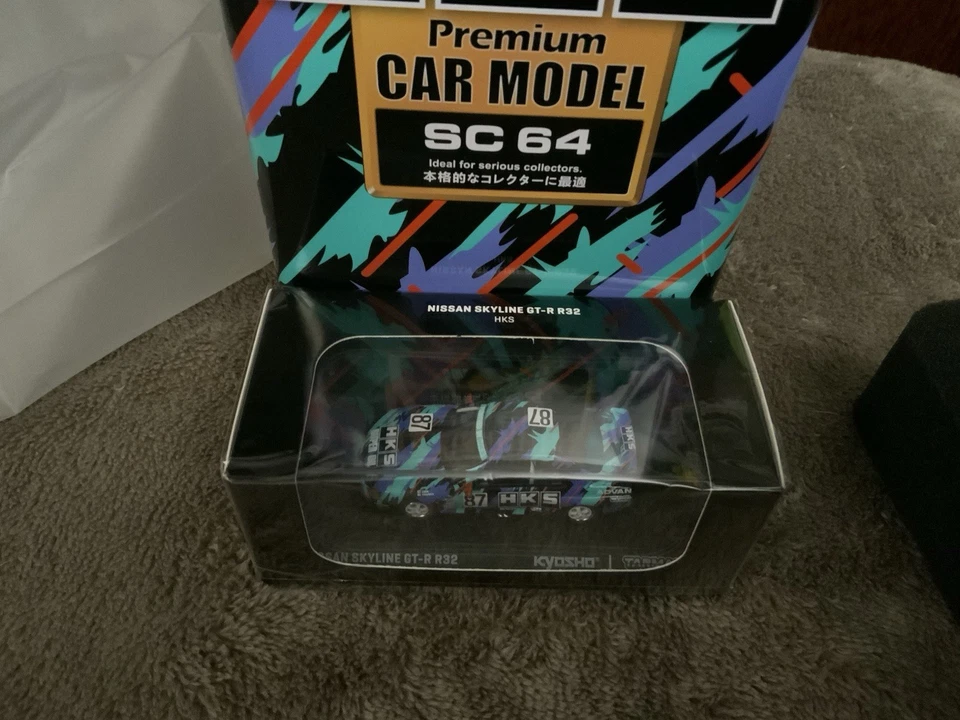 Premium
CAR MODEL
SC 64
Ideal for serious collectors.
本格的なコレクターに最適
NISSAN SKYLINE GT-R R32
HKS
87
87
HKS
HKS
87
HKS
ADVAN
SAN SKYLINE GT-R R32
KYOSHO